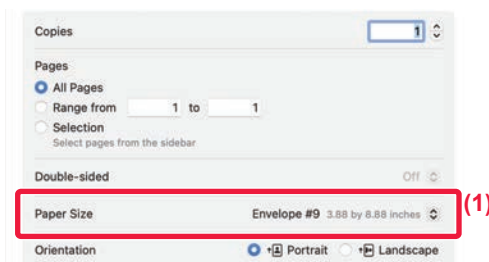 Copies 1
Pages
All Pages
Range from 1 to 1
Selection
Select pages from the sidebar
Double-sided Off
Paper Size Envelope #9 3.88 by 8.88 inches (1)
Orientation Portrait Landscape